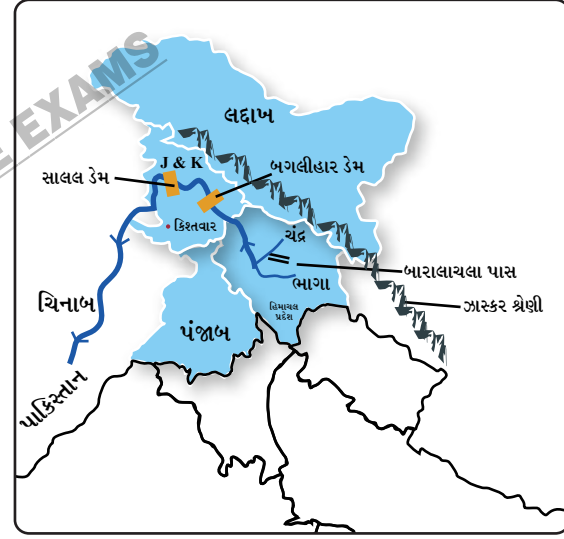 E EXAMS
લદ્દાખ
J & K
બગલીહાર ડેમ
સાલલ ડેમ
કિશ્તવાર
ચંદ્ર
બારાલાચલા પાસ
ભાગા
ઝાસ્કર શ્રેણી
ચિનાબ
હિમાચલ
પ્રદેશ
પંજાબ
પાકિસ્તાન